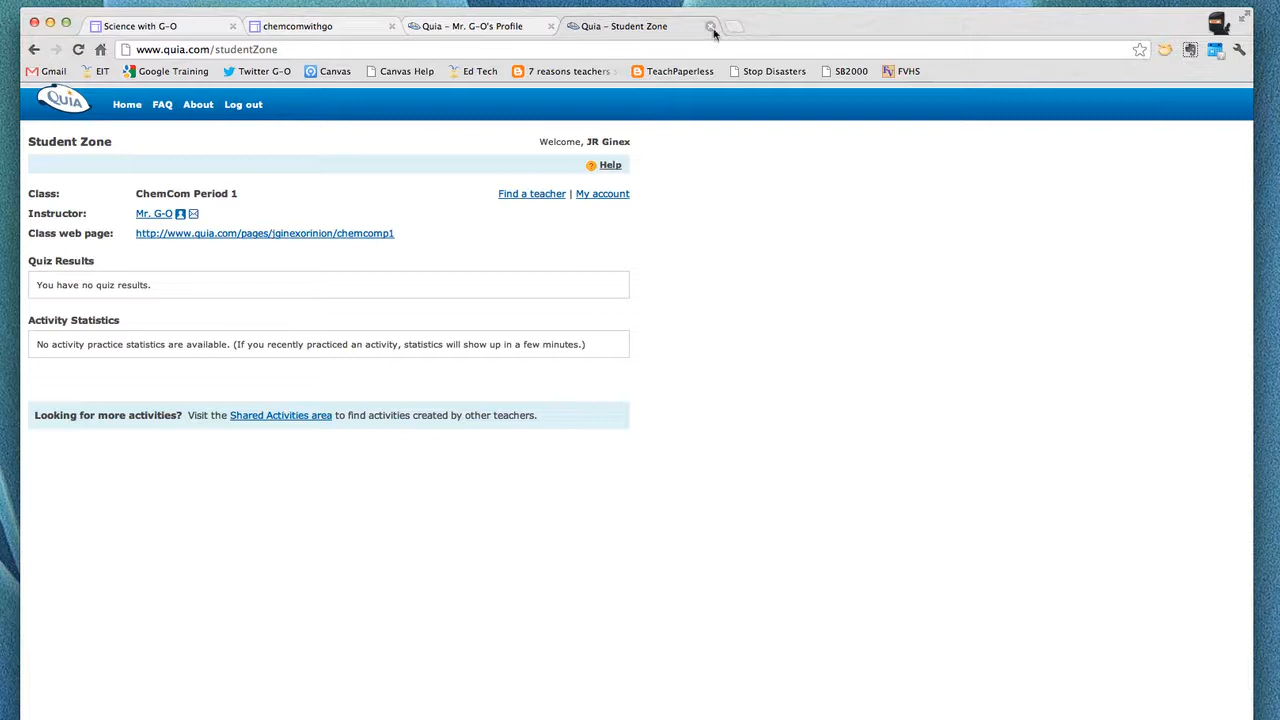 Science with G-O chemcomwithgo Quia – Mr. G-O's Profile Quia – Student Zone
www.quia.com/studentZone
Gmail EIT Google Training Twitter G-O Canvas Canvas Help Ed Tech 7 reasons teachers TeachPaperless Stop Disasters SB2000 FV FVHS
QUIA Home FAQ About Log out
Student Zone Welcome, JR Ginex
? Help
Class: ChemCom Period 1 Find a teacher | My account
Instructor: Mr. G-O
Class web page: http://www.quia.com/pages/jginexorinion/chemcomp1
Quiz Results
You have no quiz results.
Activity Statistics
No activity practice statistics are available. (If you recently practiced an activity, statistics will show up in a few minutes.)
Looking for more activities? Visit the Shared Activities area to find activities created by other teachers.